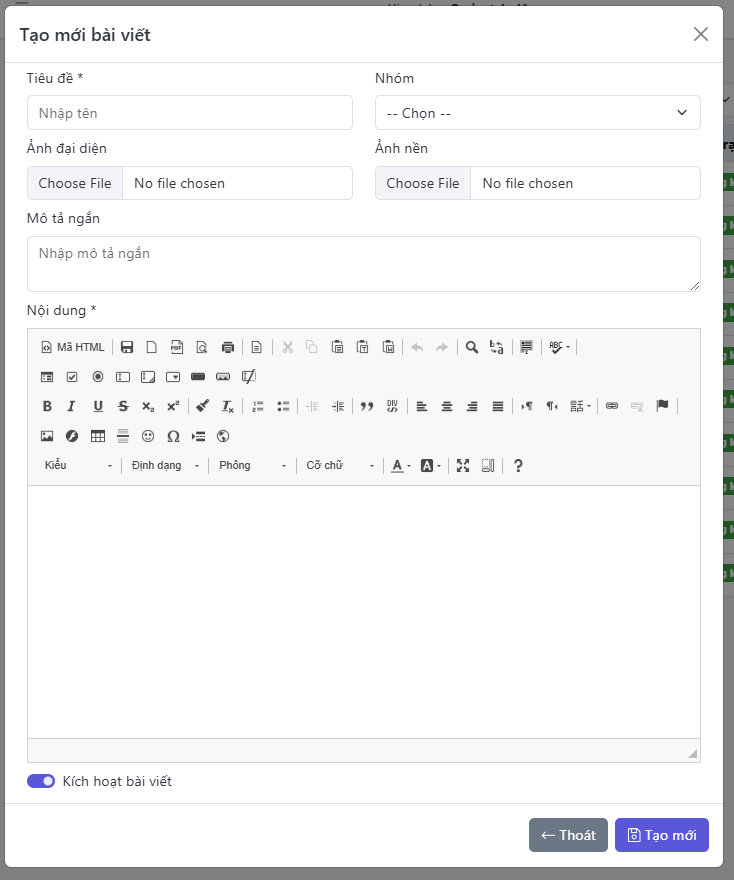 Tạo mới bài viết
Tiêu đề *
Nhóm
Nhập tên
-- Chọn --
Ảnh đại diện
Ảnh nền
Choose File No file chosen
Choose File No file chosen
Mô tả ngắn
Nhập mô tả ngắn
Nội dung *
Mã HTML
Kiểu Định dạng Phông Cỡ chữ
Kích hoạt bài viết
← Thoát Tạo mới